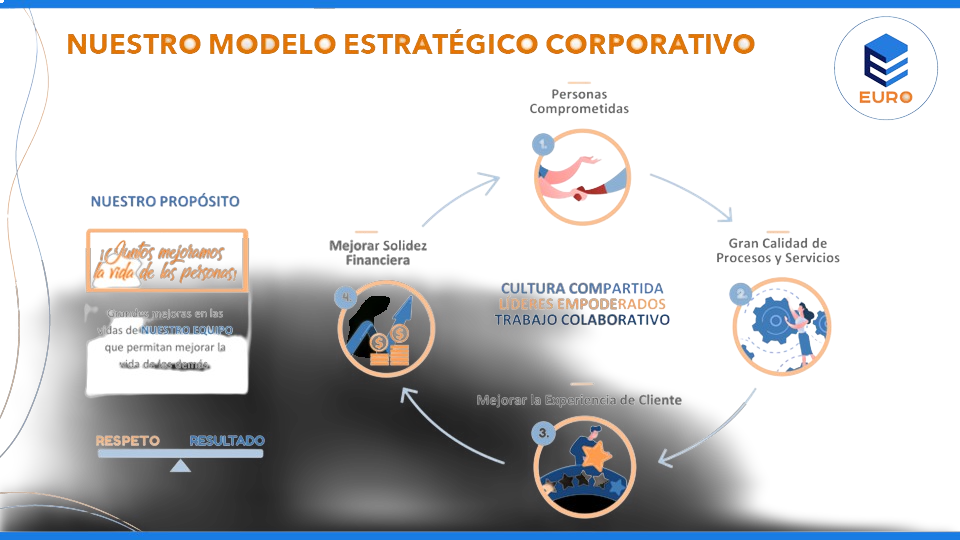 NUESTRO MODELO ESTRATÉGICO CORPORATIVO
EURO
Personas
Comprometidas
1.
NUESTRO PROPÓSITO
¡Juntos mejoramos
la vida de las personas!
Grandes mejoras en las
vidas de NUESTRO EQUIPO
que permitan mejorar la
vida de los demás.
RESPETO RESULTADO
Mejorar Solidez
Financiera
4.
CULTURA COMPARTIDA
LÍDERES EMPODERADOS
TRABAJO COLABORATIVO
Gran Calidad de
Procesos y Servicios
2.
Mejorar la Experiencia de Cliente
3.